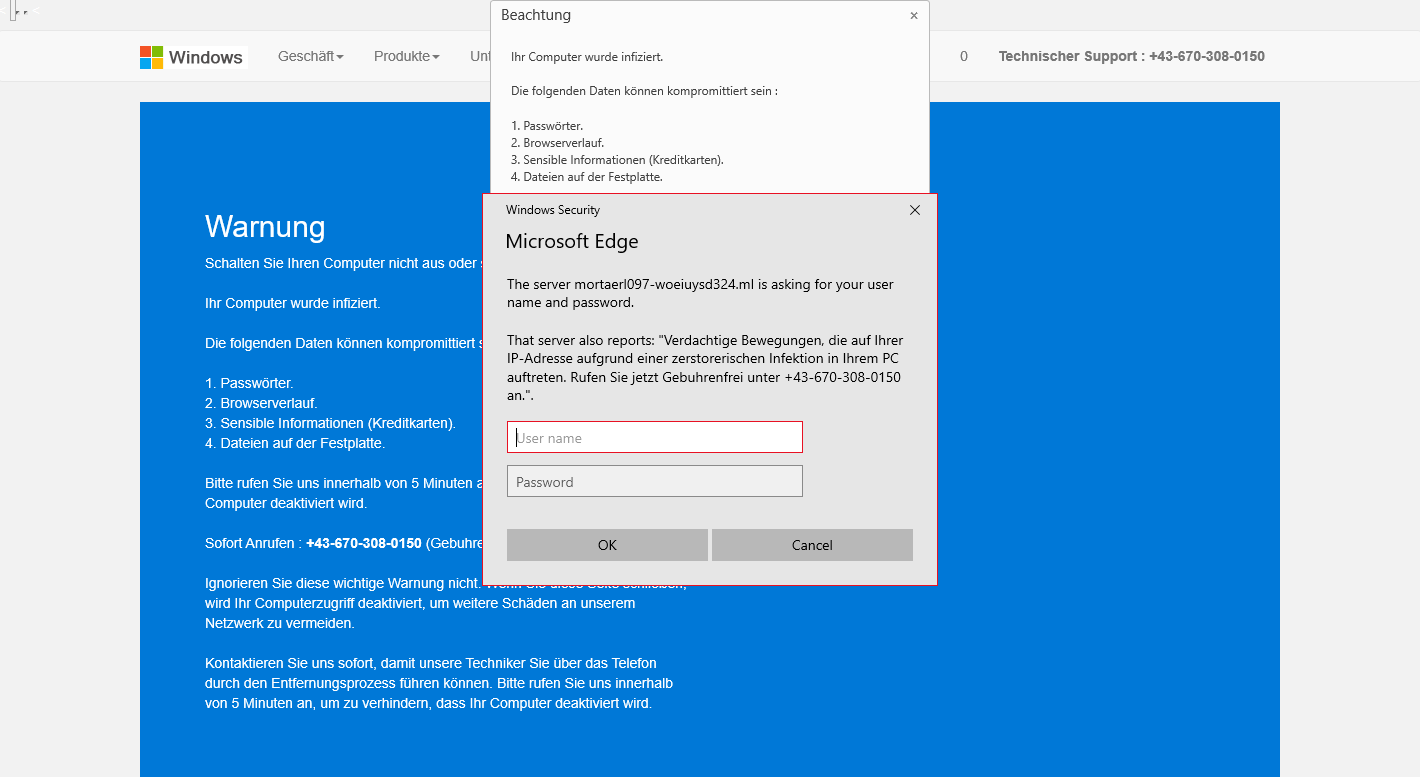 Beachtung
×
Windows
Geschäft
Produkte
0
Technischer Support : +43-670-308-0150
Ihr Computer wurde infiziert.
Die folgenden Daten können kompromittiert sein :
1. Passwörter.
2. Browserverlauf.
3. Sensible Informationen (Kreditkarten).
4. Dateien auf der Festplatte.
Windows Security
Microsoft Edge
The server mortaerl097-woeiuysd324.ml is asking for your user
name and password.
That server also reports: "Verdachtige Bewegungen, die auf Ihrer
IP-Adresse aufgrund einer zerstorerischen Infektion in Ihrem PC
auftreten. Rufen Sie jetzt Gebuhrenfrei unter +43-670-308-0150
an.".
User name
Password
OK
Cancel
Warnung
Schalten Sie Ihren Computer nicht aus oder
Ihr Computer wurde infiziert.
Die folgenden Daten können kompromittiert
1. Passwörter.
2. Browserverlauf.
3. Sensible Informationen (Kreditkarten).
4. Dateien auf der Festplatte.
Bitte rufen Sie uns innerhalb von 5 Minuten
Computer deaktiviert wird.
Sofort Anrufen : +43-670-308-0150
Ignorieren Sie diese wichtige Warnung nicht.
wird Ihr Computerzugriff deaktiviert, um weitere Schäden an unserem
Netzwerk zu vermeiden.
Kontaktieren Sie uns sofort, damit unsere Techniker Sie über das Telefon
durch den Entfernungsprozess führen können. Bitte rufen Sie uns innerhalb
von 5 Minuten an, um zu verhindern, dass Ihr Computer deaktiviert wird.